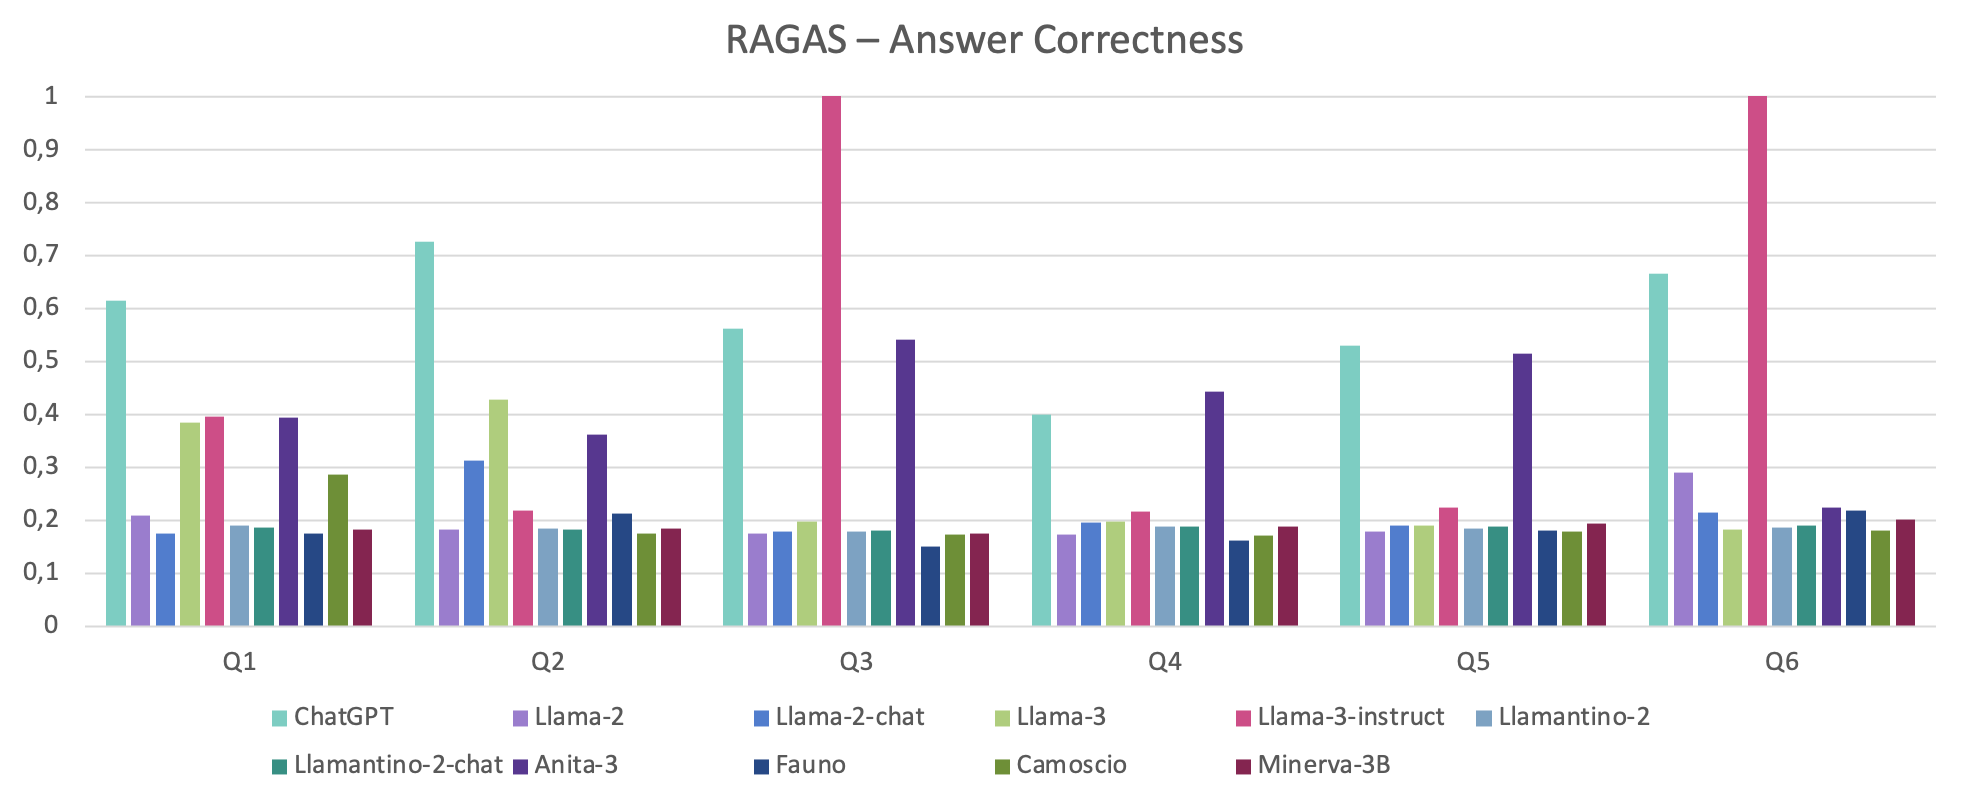 RAGAS – Answer Correctness
1
0,9
0,8
0,7
0,6
0,5
0,4
0,3
0,2
0,1
0
Q1 Q2 Q3 Q4 Q5 Q6
ChatGPT Llama-2 Llama-2-chat Llama-3 Llama-3-instruct Llamantino-2
Llamantino-2-chat Anita-3 Fauno Camoscio Minerva-3B